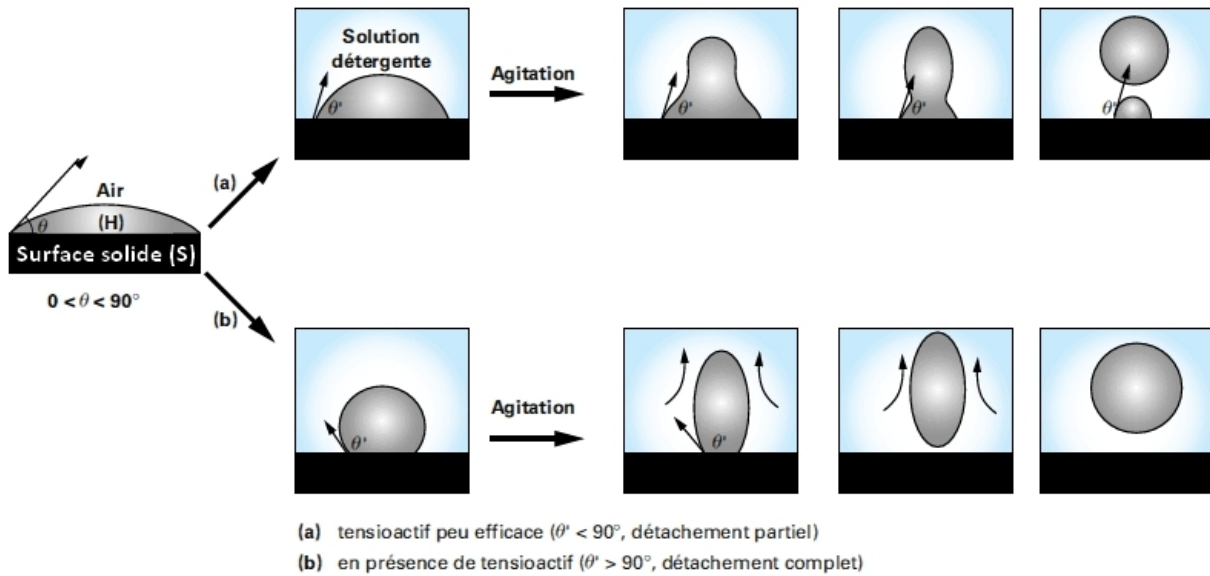 Solution
détergente
θ'
Agitation
θ'
θ'
θ'
(a)
Air
θ
(H)
Surface solide (S)
0 < θ < 90°
(b)
θ'
Agitation
θ'
(a) tensioactif peu efficace (θ' < 90°, détachement partiel)
(b) en présence de tensioactif (θ' > 90°, détachement complet)